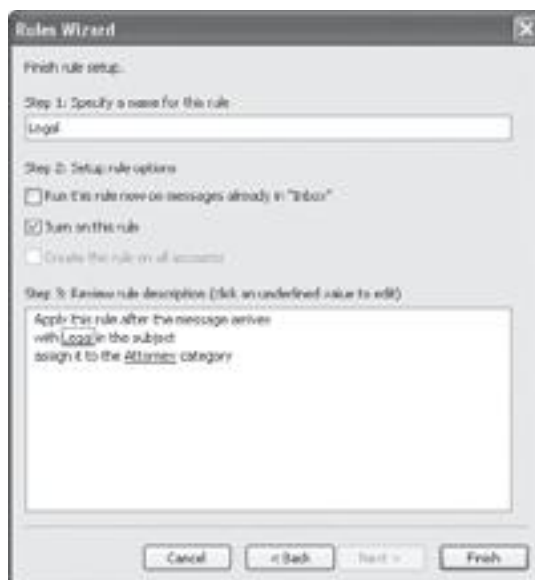 Rules Wizard
Finish rule setup.
Step 1: Specify a name for this rule
Legal
Step 2: Setup rule options
Run this rule now on messages already in "Inbox"
Turn on this rule
Create this rule on all accounts
Step 3: Review rule description (click an underlined value to edit)
Apply this rule after the message arrives
with Legal in the subject
assign it to the Attorney category
Cancel
< Back
Next >
Finish